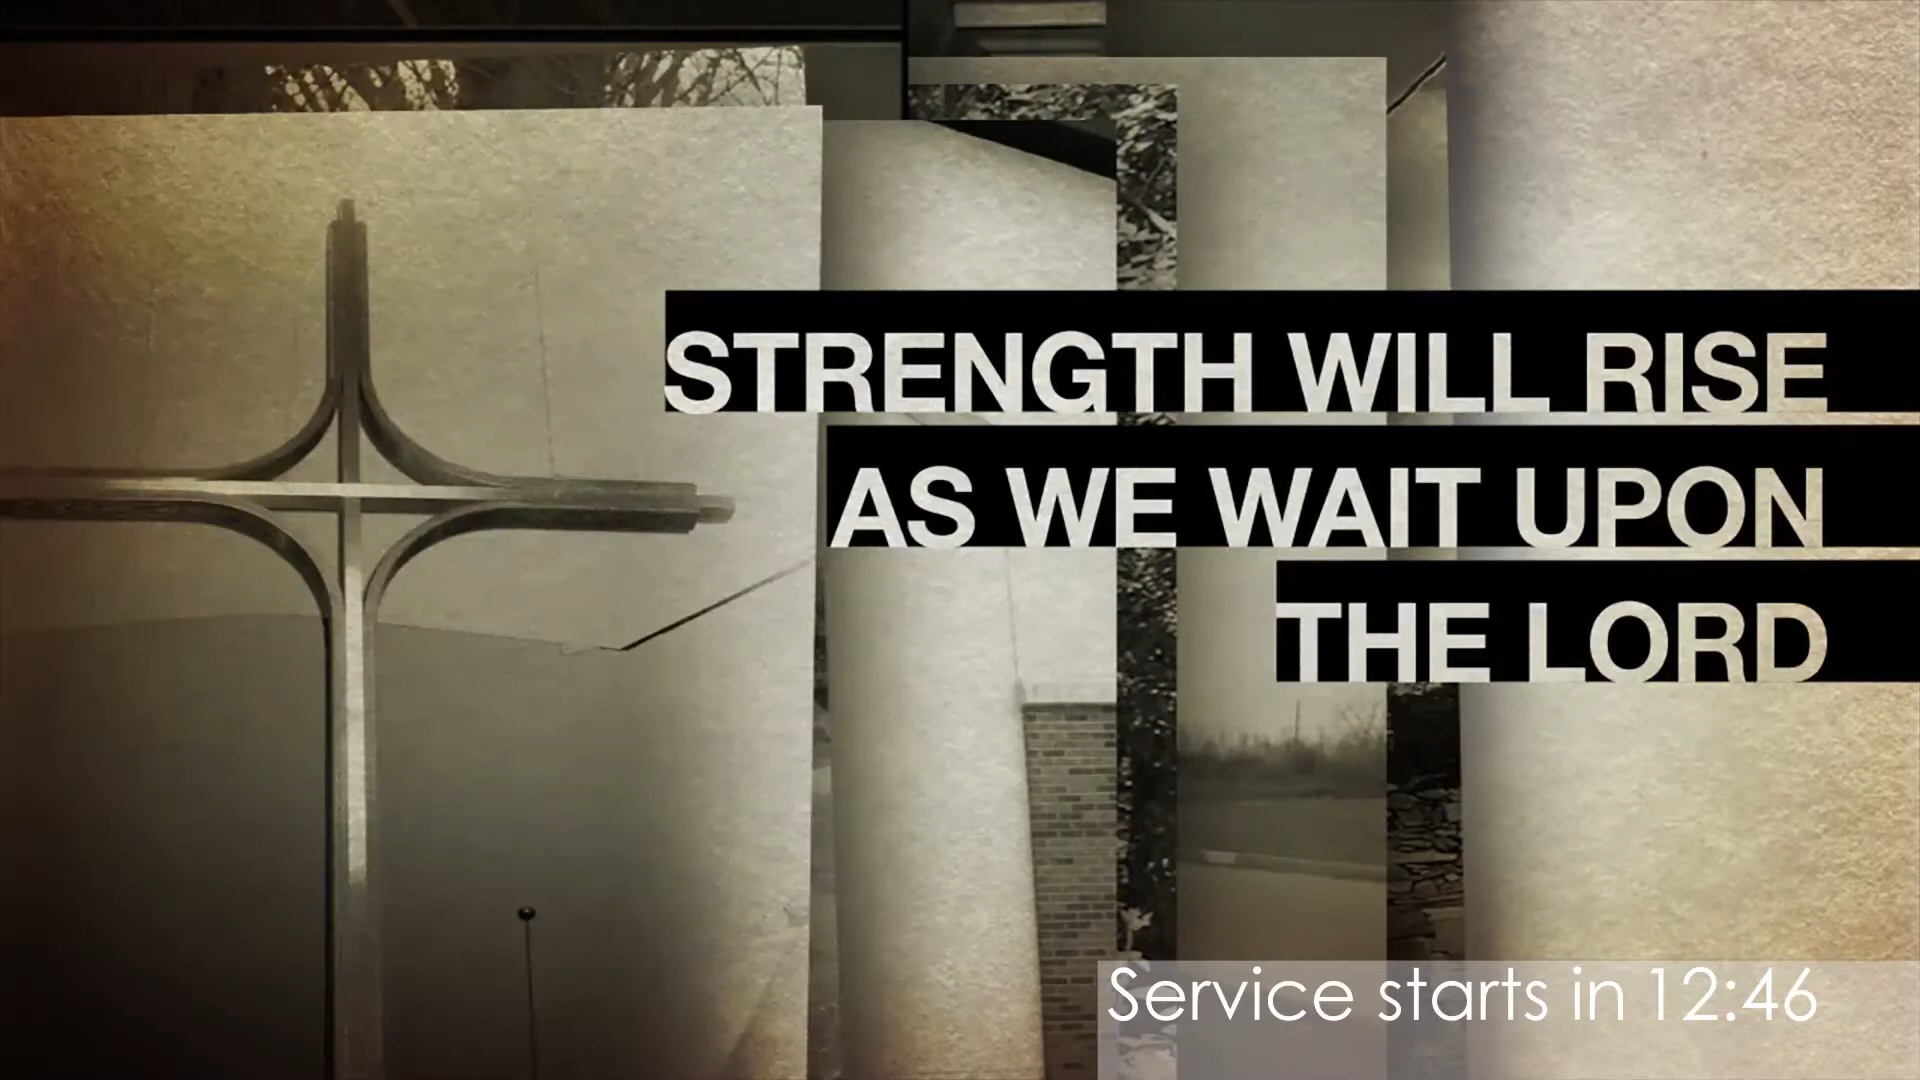 STRENGTH WILL RISE
AS WE WAIT UPON
THE LORD
Service starts in 12:46